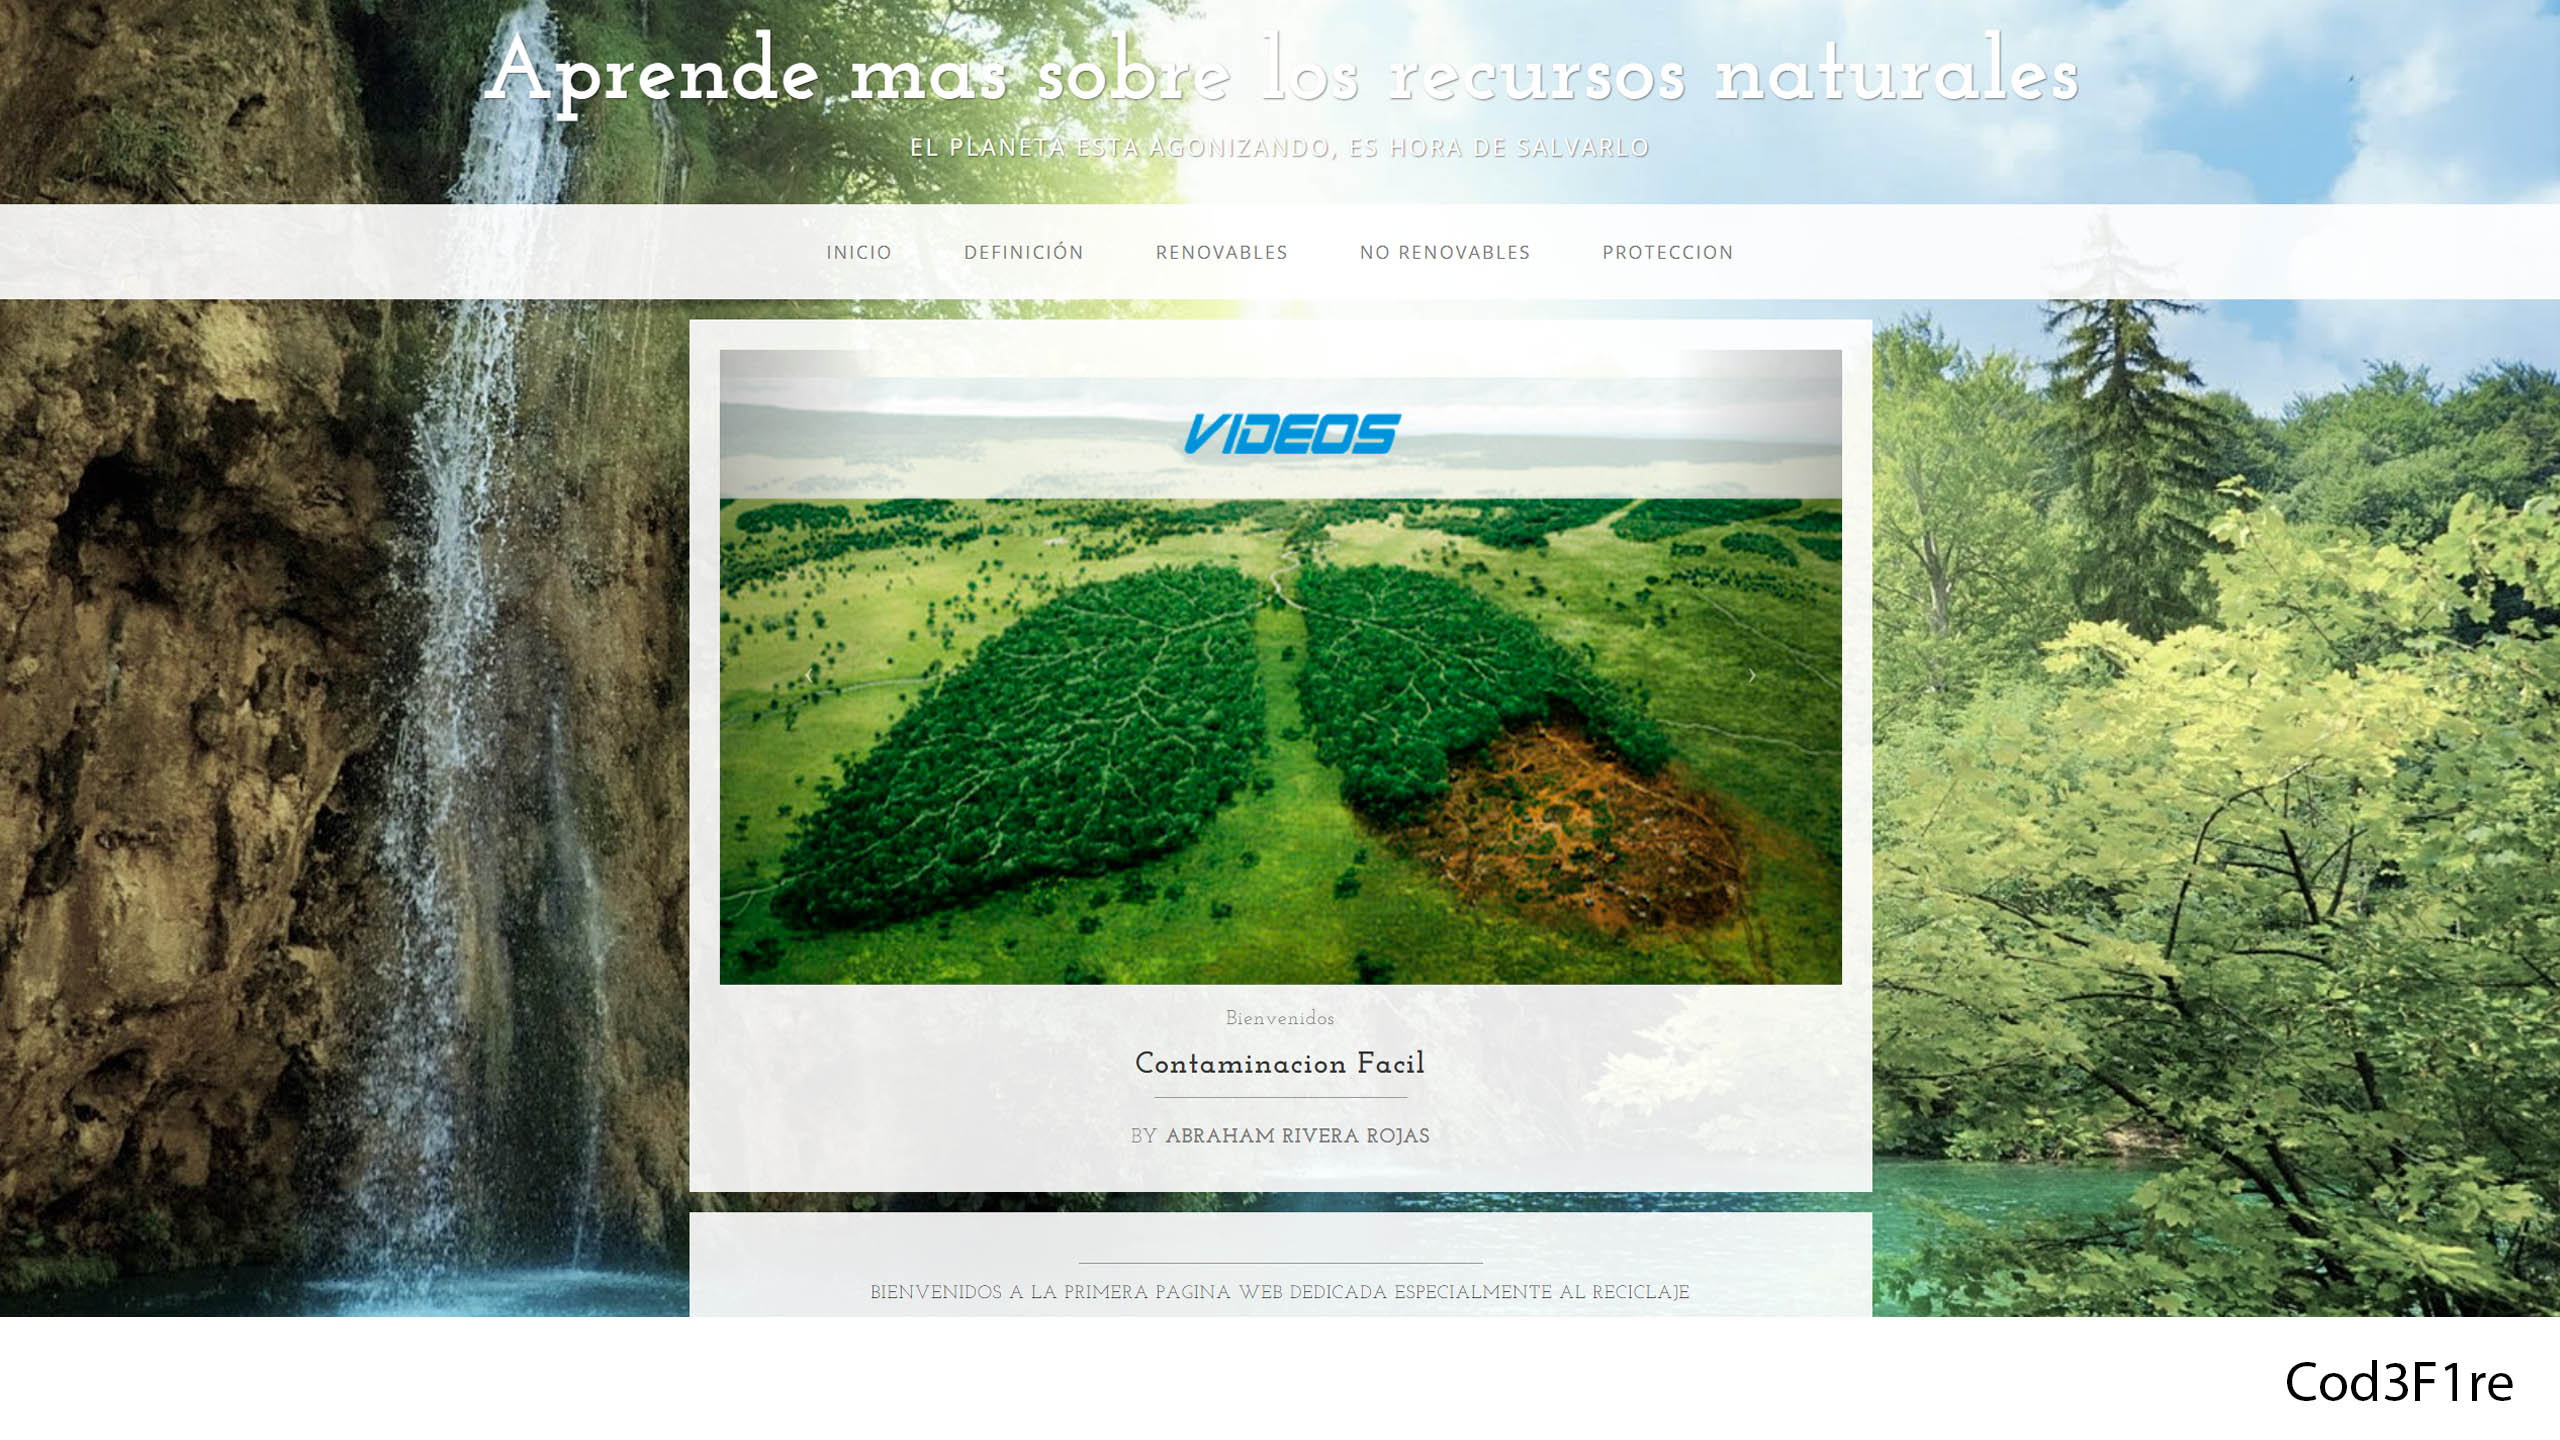 Aprende mas sobre los recursos naturales
EL PLANETA ESTA AGONIZANDO, ES HORA DE SALVARLO
INICIO DEFINICIÓN RENOVABLES NO RENOVABLES PROTECCION
VIDEOS
Bienvenidos
Contaminacion Facil
BY ABRAHAM RIVERA ROJAS
BIENVENIDOS A LA PRIMERA PAGINA WEB DEDICADA ESPECIALMENTE AL RECICLAJE
Cod3F1re